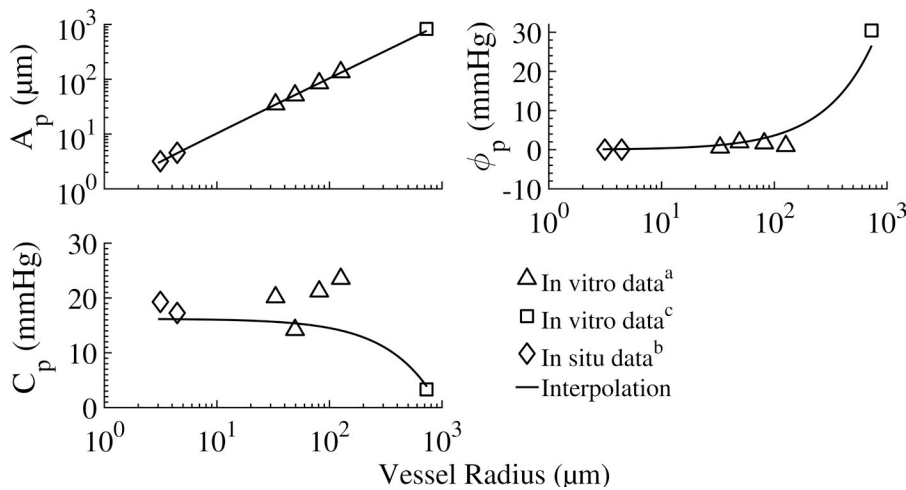 A_p (μm)
10^3
10^2
10^1
10^0
ϕ_p (mmHg)
30
20
10
0
-10
10^0 10^1 10^2 10^3
C_p (mmHg)
30
20
10
0
10^0 10^1 10^2 10^3
Vessel Radius (μm)
In vitro data^a
In vitro data^c
In situ data^b
Interpolation